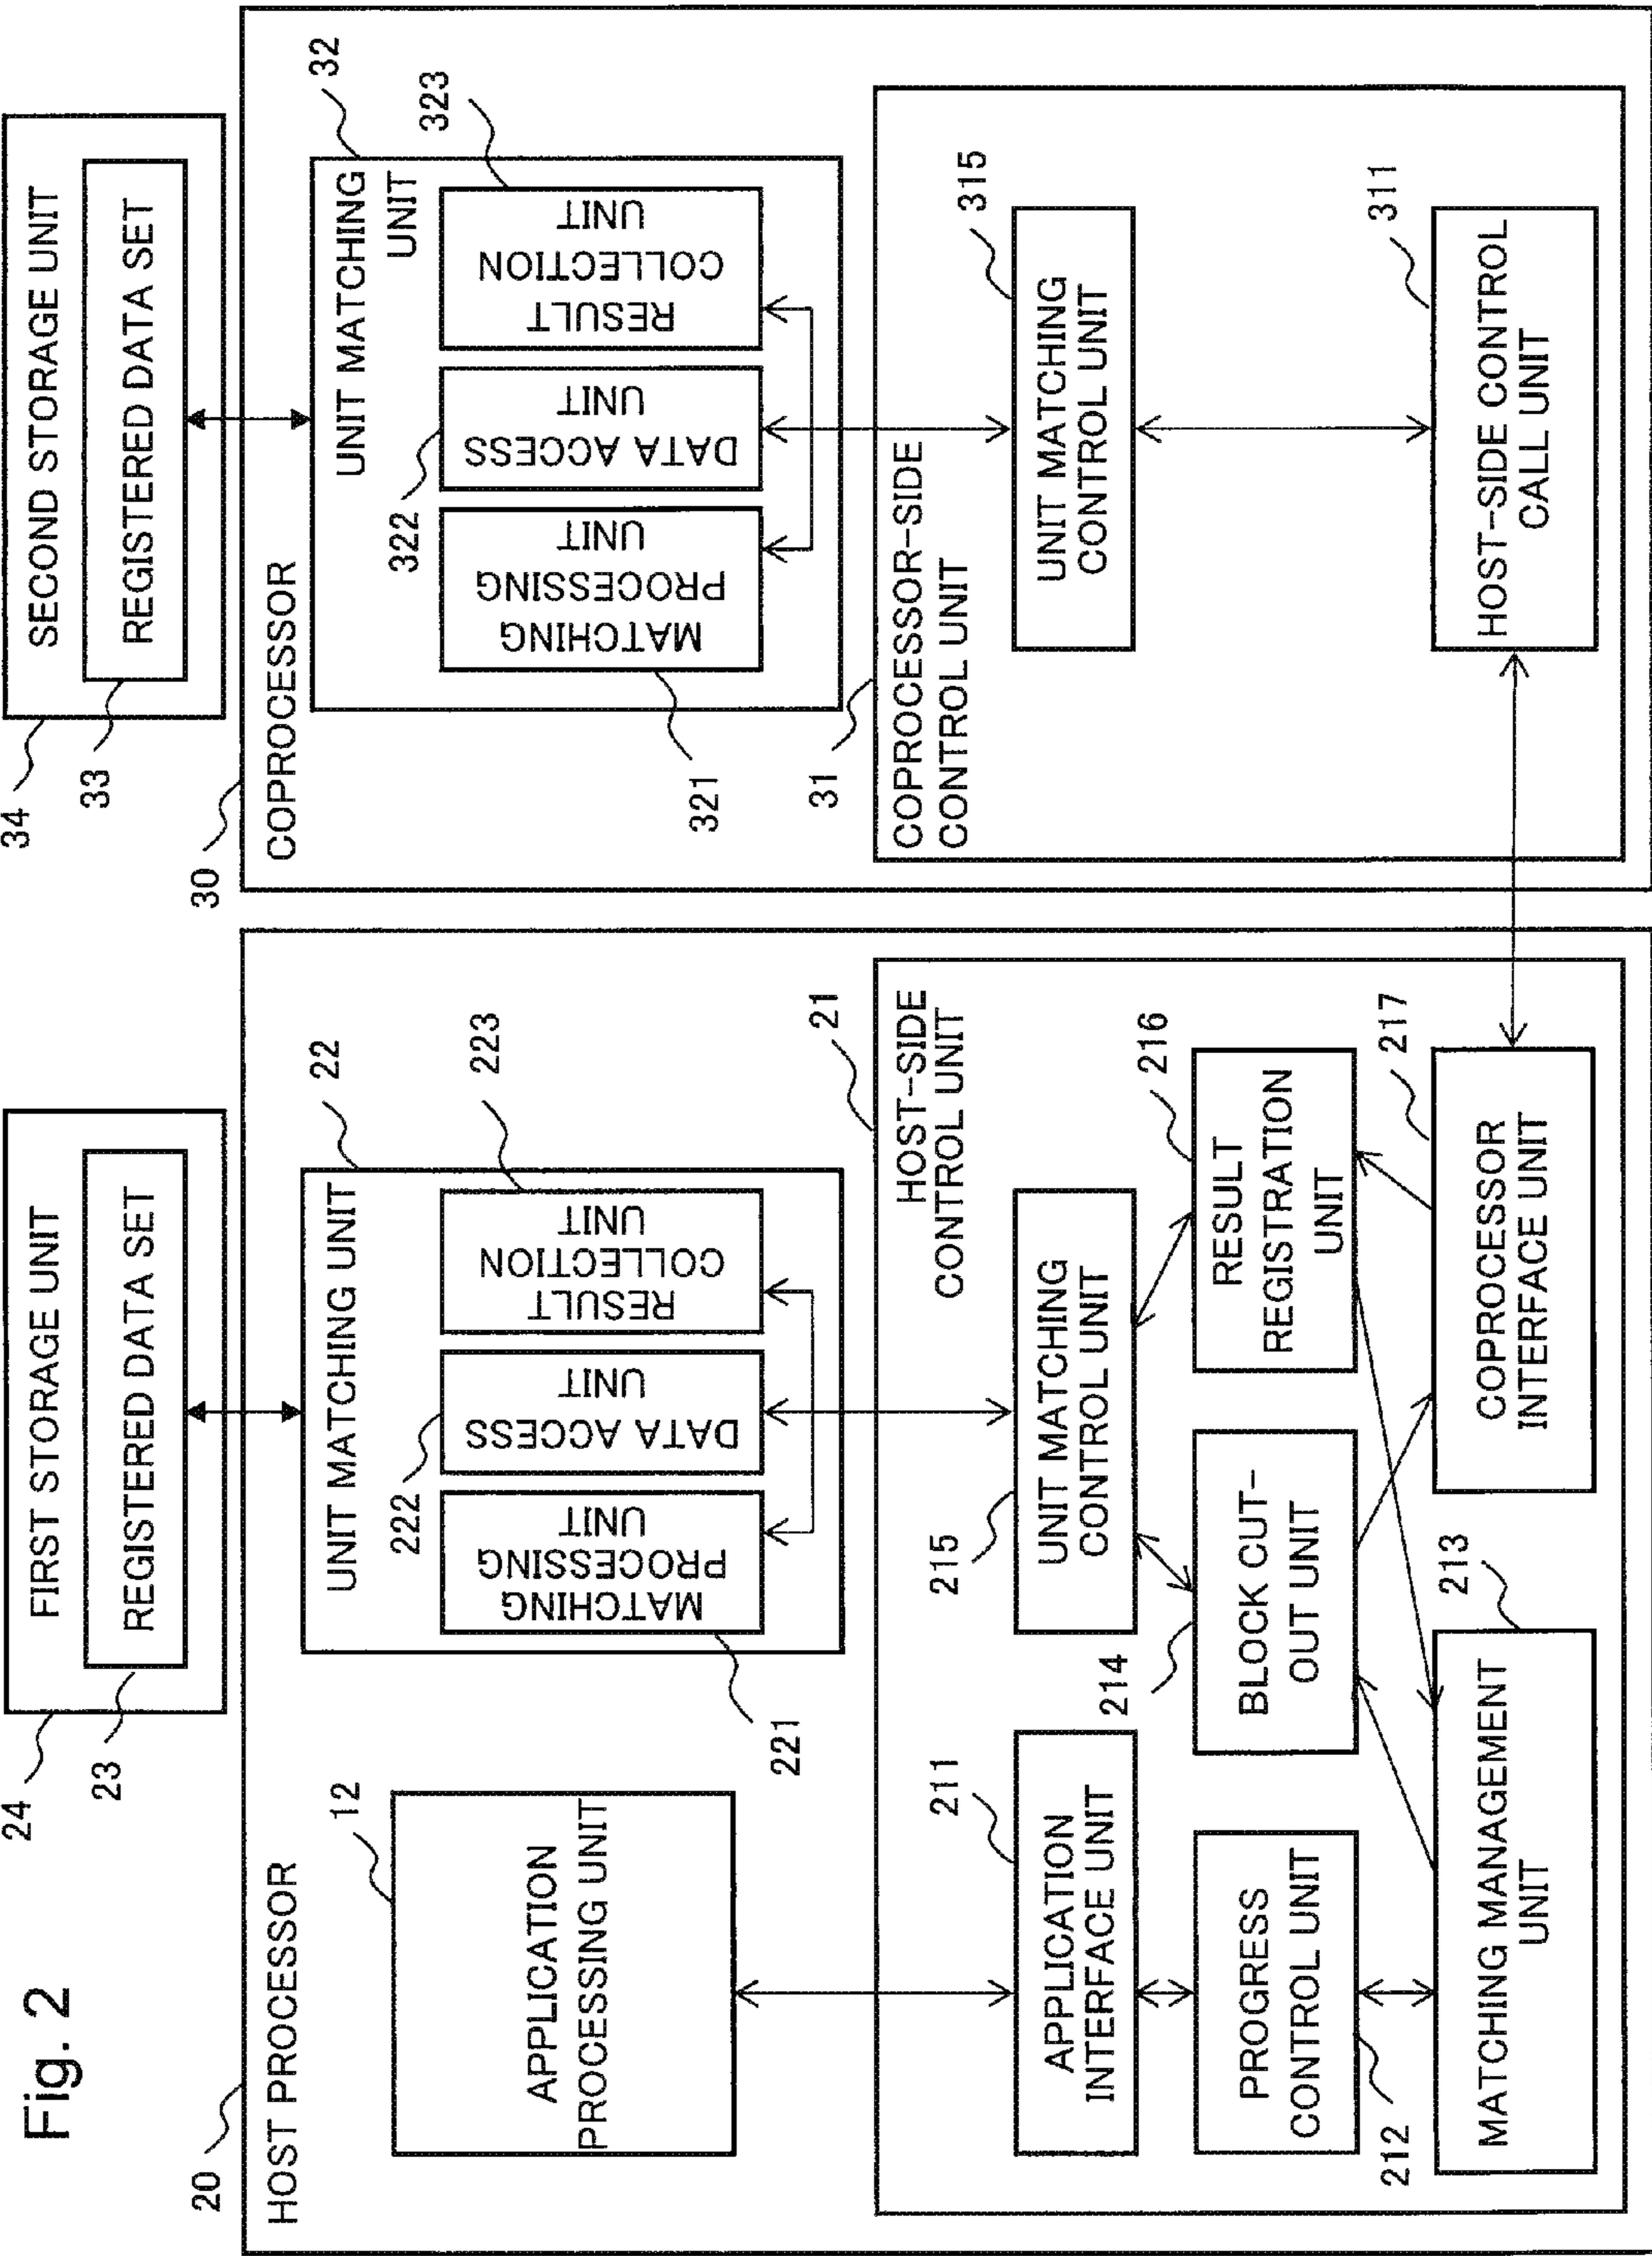 Fig. 2
24
FIRST STORAGE UNIT
23
REGISTERED DATA SET
34
SECOND STORAGE UNIT
33
REGISTERED DATA SET
20
HOST PROCESSOR
12
APPLICATION
PROCESSING UNIT
22
UNIT MATCHING UNIT
221
MATCHING
PROCESSING
UNIT
222
DATA ACCESS
UNIT
223
RESULT
COLLECTION
UNIT
21
HOST-SIDE
CONTROL UNIT
211
APPLICATION
INTERFACE UNIT
212
PROGRESS
CONTROL UNIT
213
MATCHING MANAGEMENT
UNIT
214
BLOCK CUT-
OUT UNIT
215
UNIT MATCHING
CONTROL UNIT
216
RESULT
REGISTRATION
UNIT
217
COPROCESSOR
INTERFACE UNIT
30
COPROCESSOR
32
UNIT MATCHING
UNIT
321
MATCHING
PROCESSING
UNIT
322
DATA ACCESS
UNIT
323
RESULT
COLLECTION
UNIT
31
COPROCESSOR-SIDE
CONTROL UNIT
315
UNIT MATCHING
CONTROL UNIT
311
HOST-SIDE CONTROL
CALL UNIT